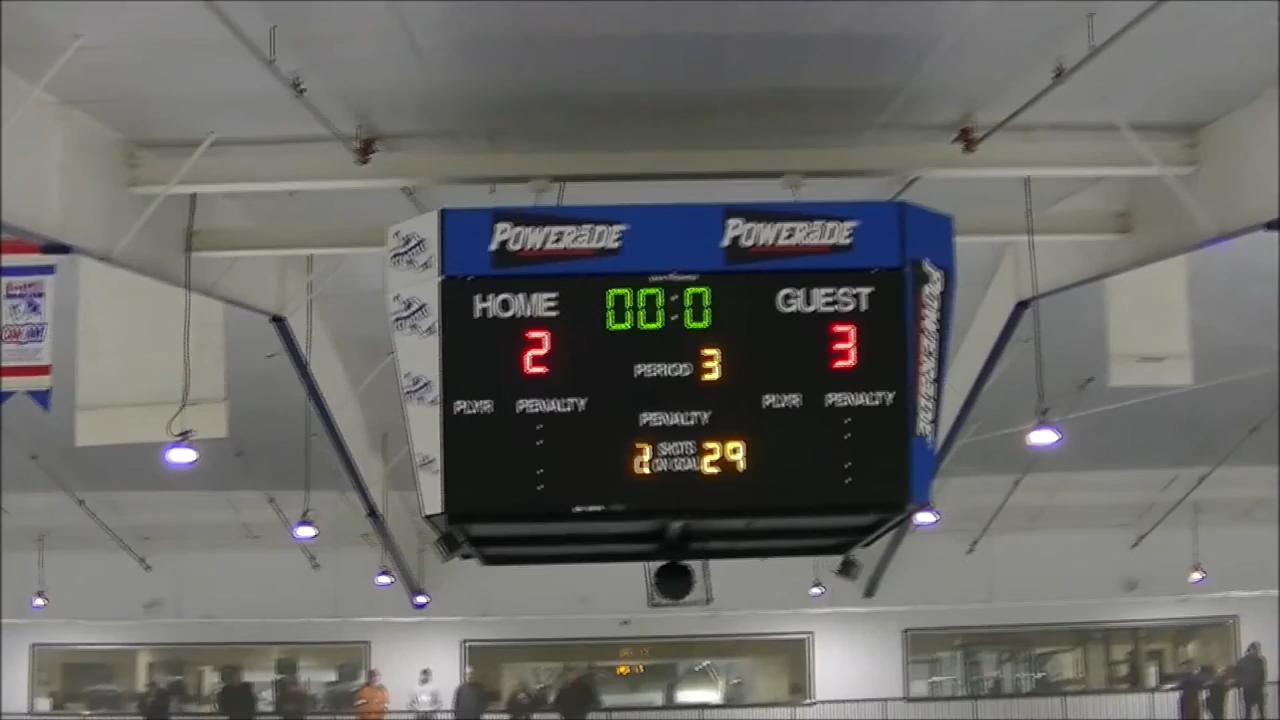 POWERADE POWERADE
HOME 00:0 GUEST
2 3
PERIOD 3
PLYR PENALTY PLYR PENALTY
PENALTY
2 SHOTS ON GOAL 29
POWERADE